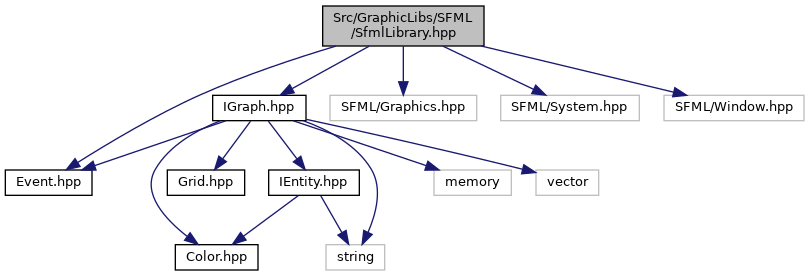 Src/GraphicLibs/SFML
/SfmlLibrary.hpp
IGraph.hpp
SFML/Graphics.hpp
SFML/System.hpp
SFML/Window.hpp
Event.hpp
Grid.hpp
IEntity.hpp
memory
vector
Color.hpp
string